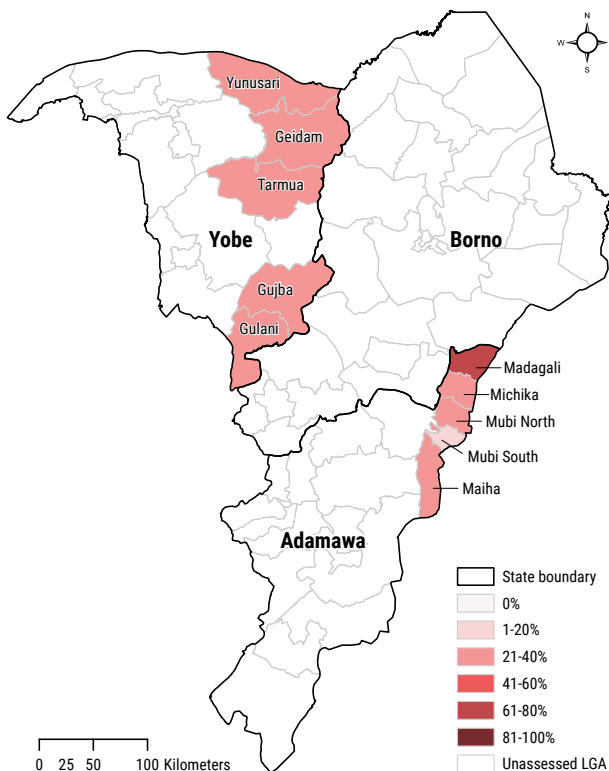 N
W
E
S
Yunusari
Geidam
Tarmua
Yobe
Borno
Gujba
Gulani
Madagali
Michika
Mubi North
Mubi South
Maiha
Adamawa
State boundary
0%
1-20%
21-40%
41-60%
61-80%
81-100%
Unassessed LGA
0 25 50 100 Kilometers